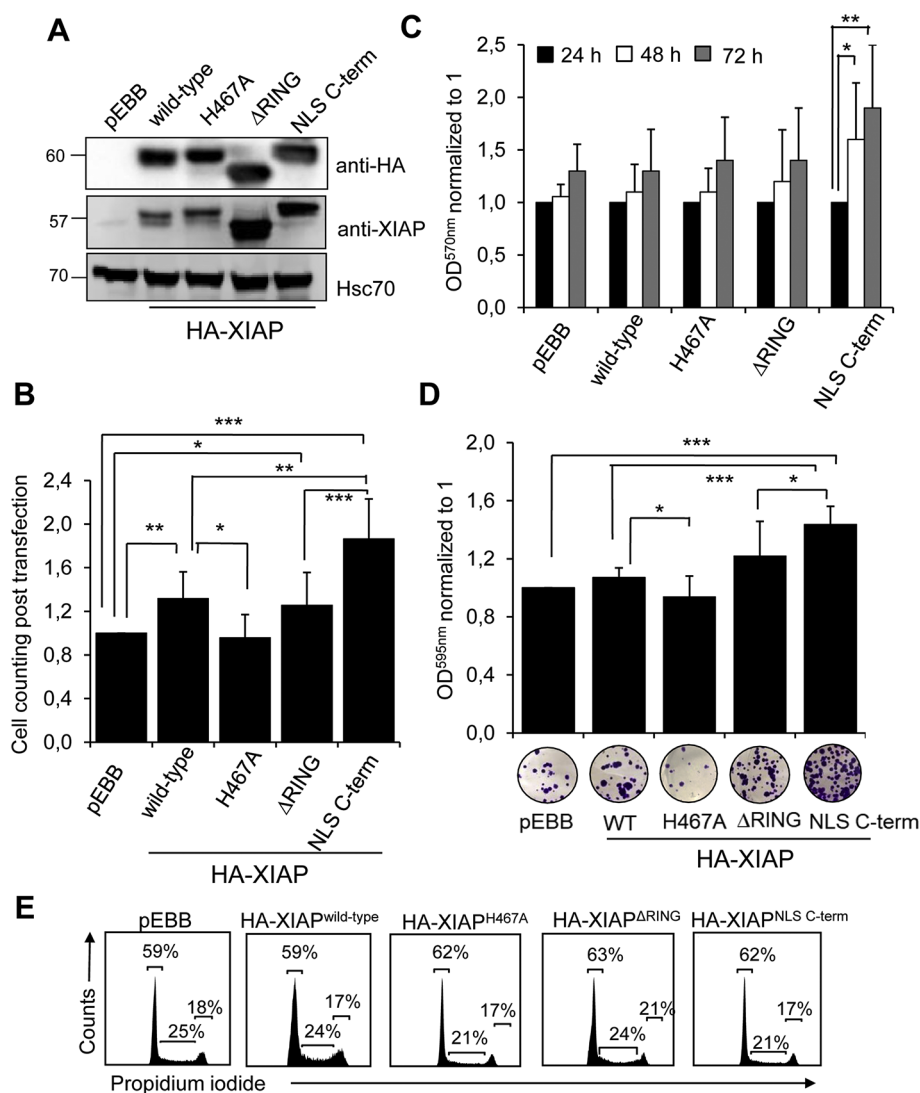 A
pEBB wild-type H467A ΔRING NLS C-term
60 anti-HA
57 anti-XIAP
70 Hsc70
HA-XIAP
C
OD570nm normalized to 1
2,5
2,0
1,5
1,0
0,5
0,0
24 h 48 h 72 h
**
*
pEBB wild-type H467A ΔRING NLS C-term
B
Cell counting post transfection
2,4
2,0
1,6
1,2
0,8
0,4
0,0
***
*
**
***
** *
pEBB wild-type H467A ΔRING NLS C-term
HA-XIAP
D
OD595nm normalized to 1
2,0
1,6
1,2
0,8
0,4
0,0
***
*** *
*
pEBB WT H467A ΔRING NLS C-term
HA-XIAP
E
pEBB HA-XIAPwild-type HA-XIAPH467A HA-XIAPΔRING HA-XIAPNLS C-term
Counts
59% 25% 18%
59% 24% 17%
62% 21% 17%
63% 24% 21%
62% 21% 17%
Propidium iodide